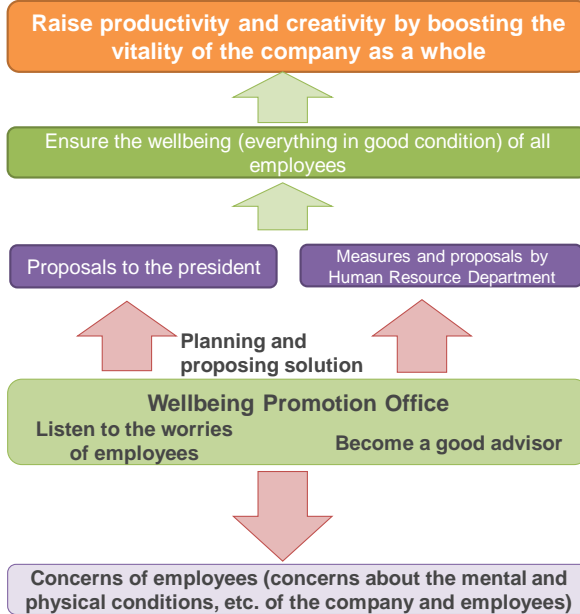 Raise productivity and creativity by boosting the
vitality of the company as a whole
Ensure the wellbeing (everything in good condition) of all
employees
Proposals to the president
Measures and proposals by
Human Resource Department
Planning and
proposing solution
Wellbeing Promotion Office
Listen to the worries
of employees
Become a good advisor
Concerns of employees (concerns about the mental and
physical conditions, etc. of the company and employees)